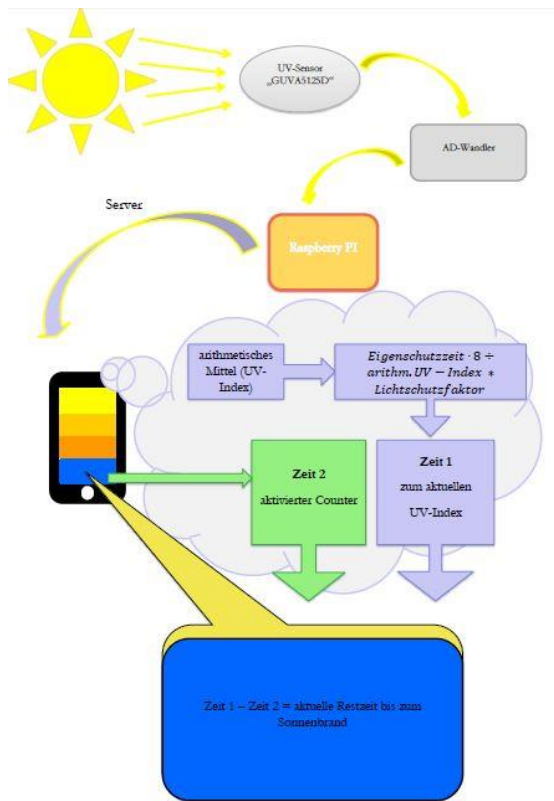 UV-Sensor
„GUVA5125D“
AD-Wandler
Server
Raspberry PI
arithmetisches
Mittel (UV-
Index)
Eigenschutzzeit · 8 ÷
arithm. UV − Index ∗
Lichtschutzfaktor
Zeit 2
aktivierter Counter
Zeit 1
zum aktuellen
UV-Index
Zeit 1 – Zeit 2 = aktuelle Restzeit bis zum
Sonnenbrand